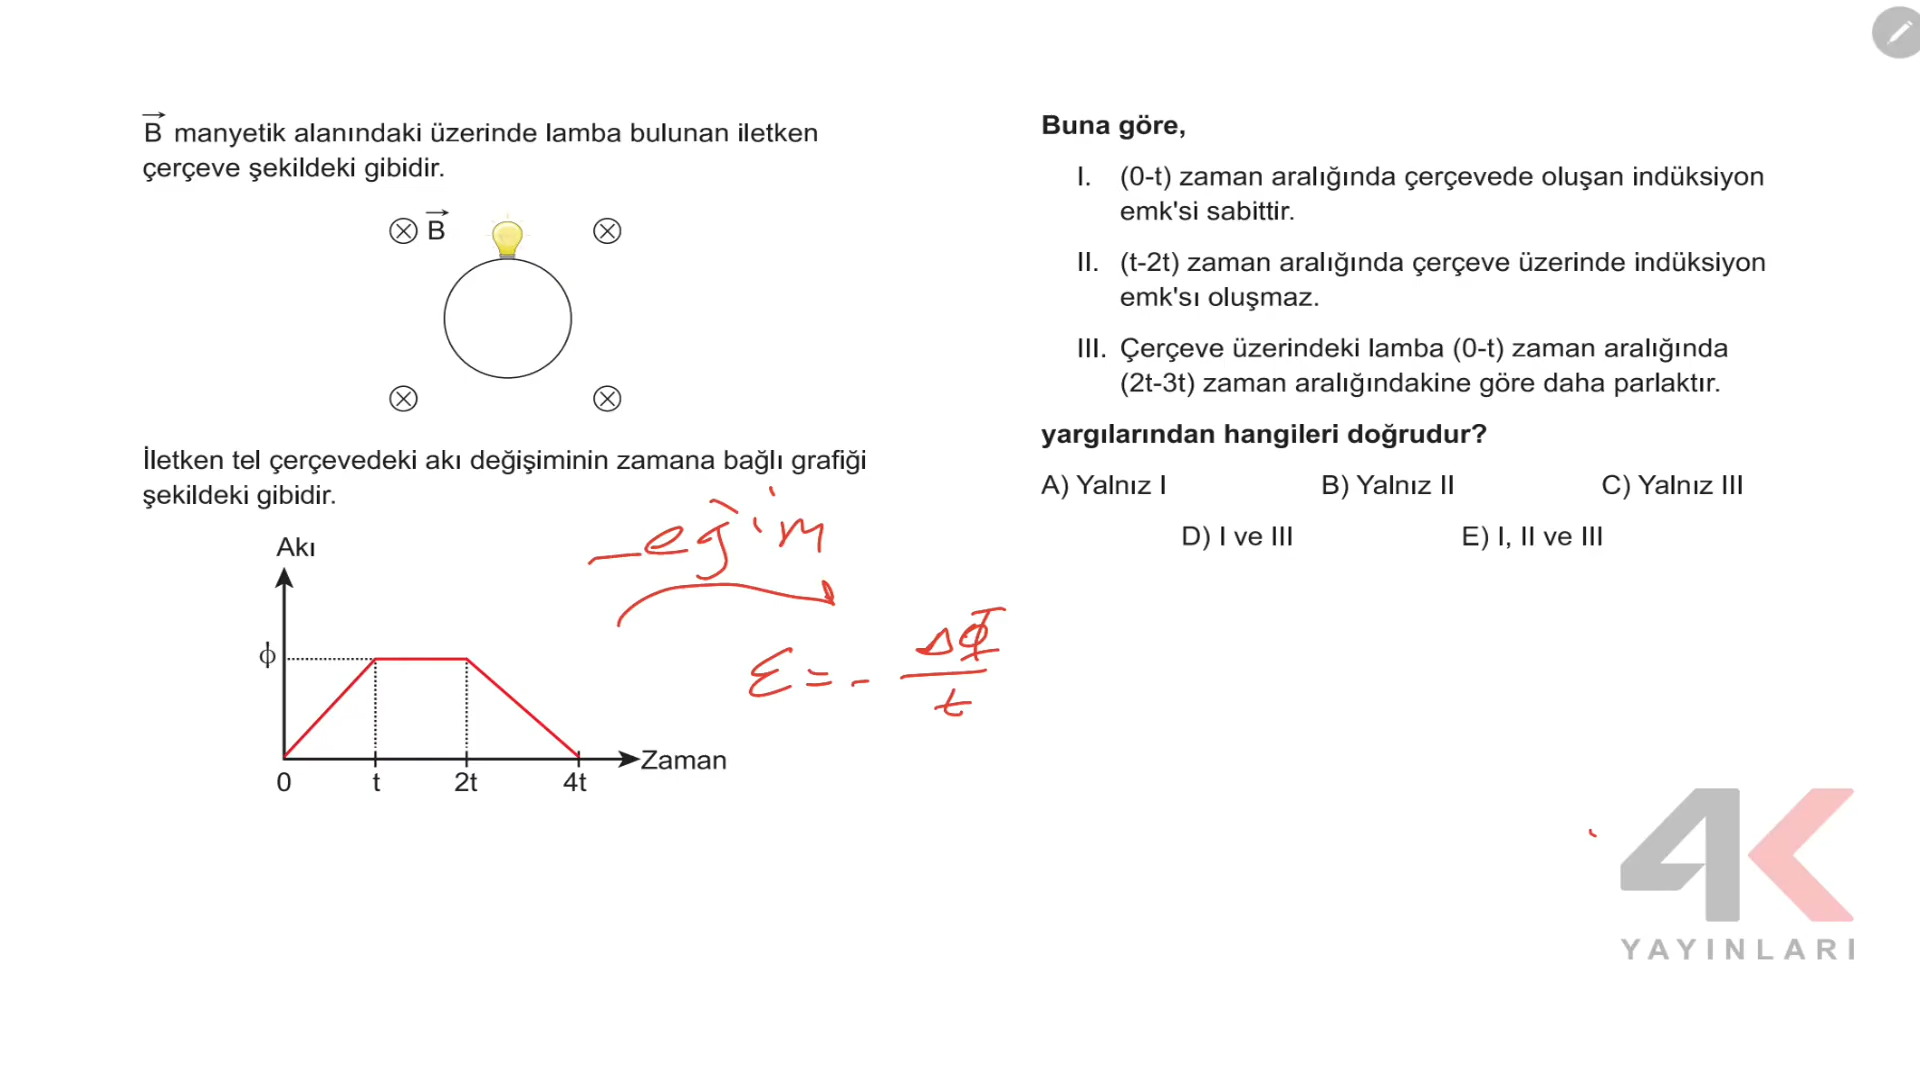 B manyetik alanındaki üzerinde lamba bulunan iletken
çerçeve şekildeki gibidir.
B
İletken tel çerçevedeki akı değişiminin zamana bağlı grafiği
şekildeki gibidir.
_eğim
Akı
ε = - ΔΦ
t
ϕ
Zaman
0 t 2t 4t
Buna göre,
I. (0-t) zaman aralığında çerçevede oluşan indüksiyon
emk'si sabittir.
II. (t-2t) zaman aralığında çerçeve üzerinde indüksiyon
emk'sı oluşmaz.
III. Çerçeve üzerindeki lamba (0-t) zaman aralığında
(2t-3t) zaman aralığındakine göre daha parlaktır.
yargılarından hangileri doğrudur?
A) Yalnız I B) Yalnız II C) Yalnız III
D) I ve III E) I, II ve III
4K
YAYINLARI